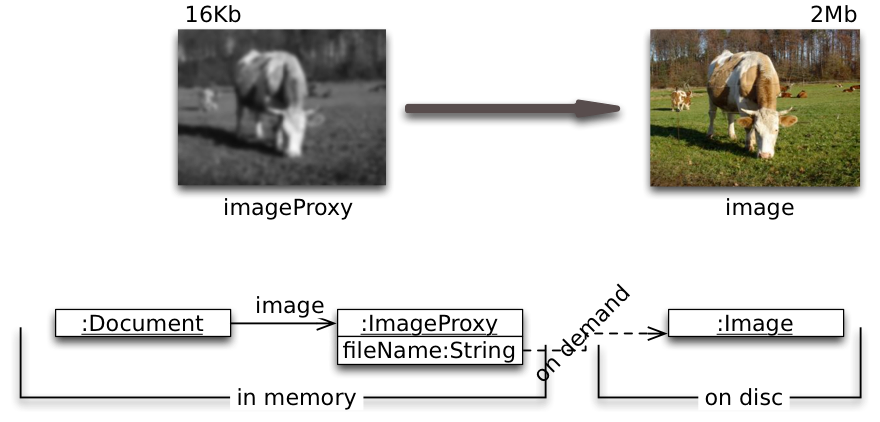 16Kb
2Mb
imageProxy
image
image
on demand
:Document
:ImageProxy
:Image
fileName:String
in memory
on disc